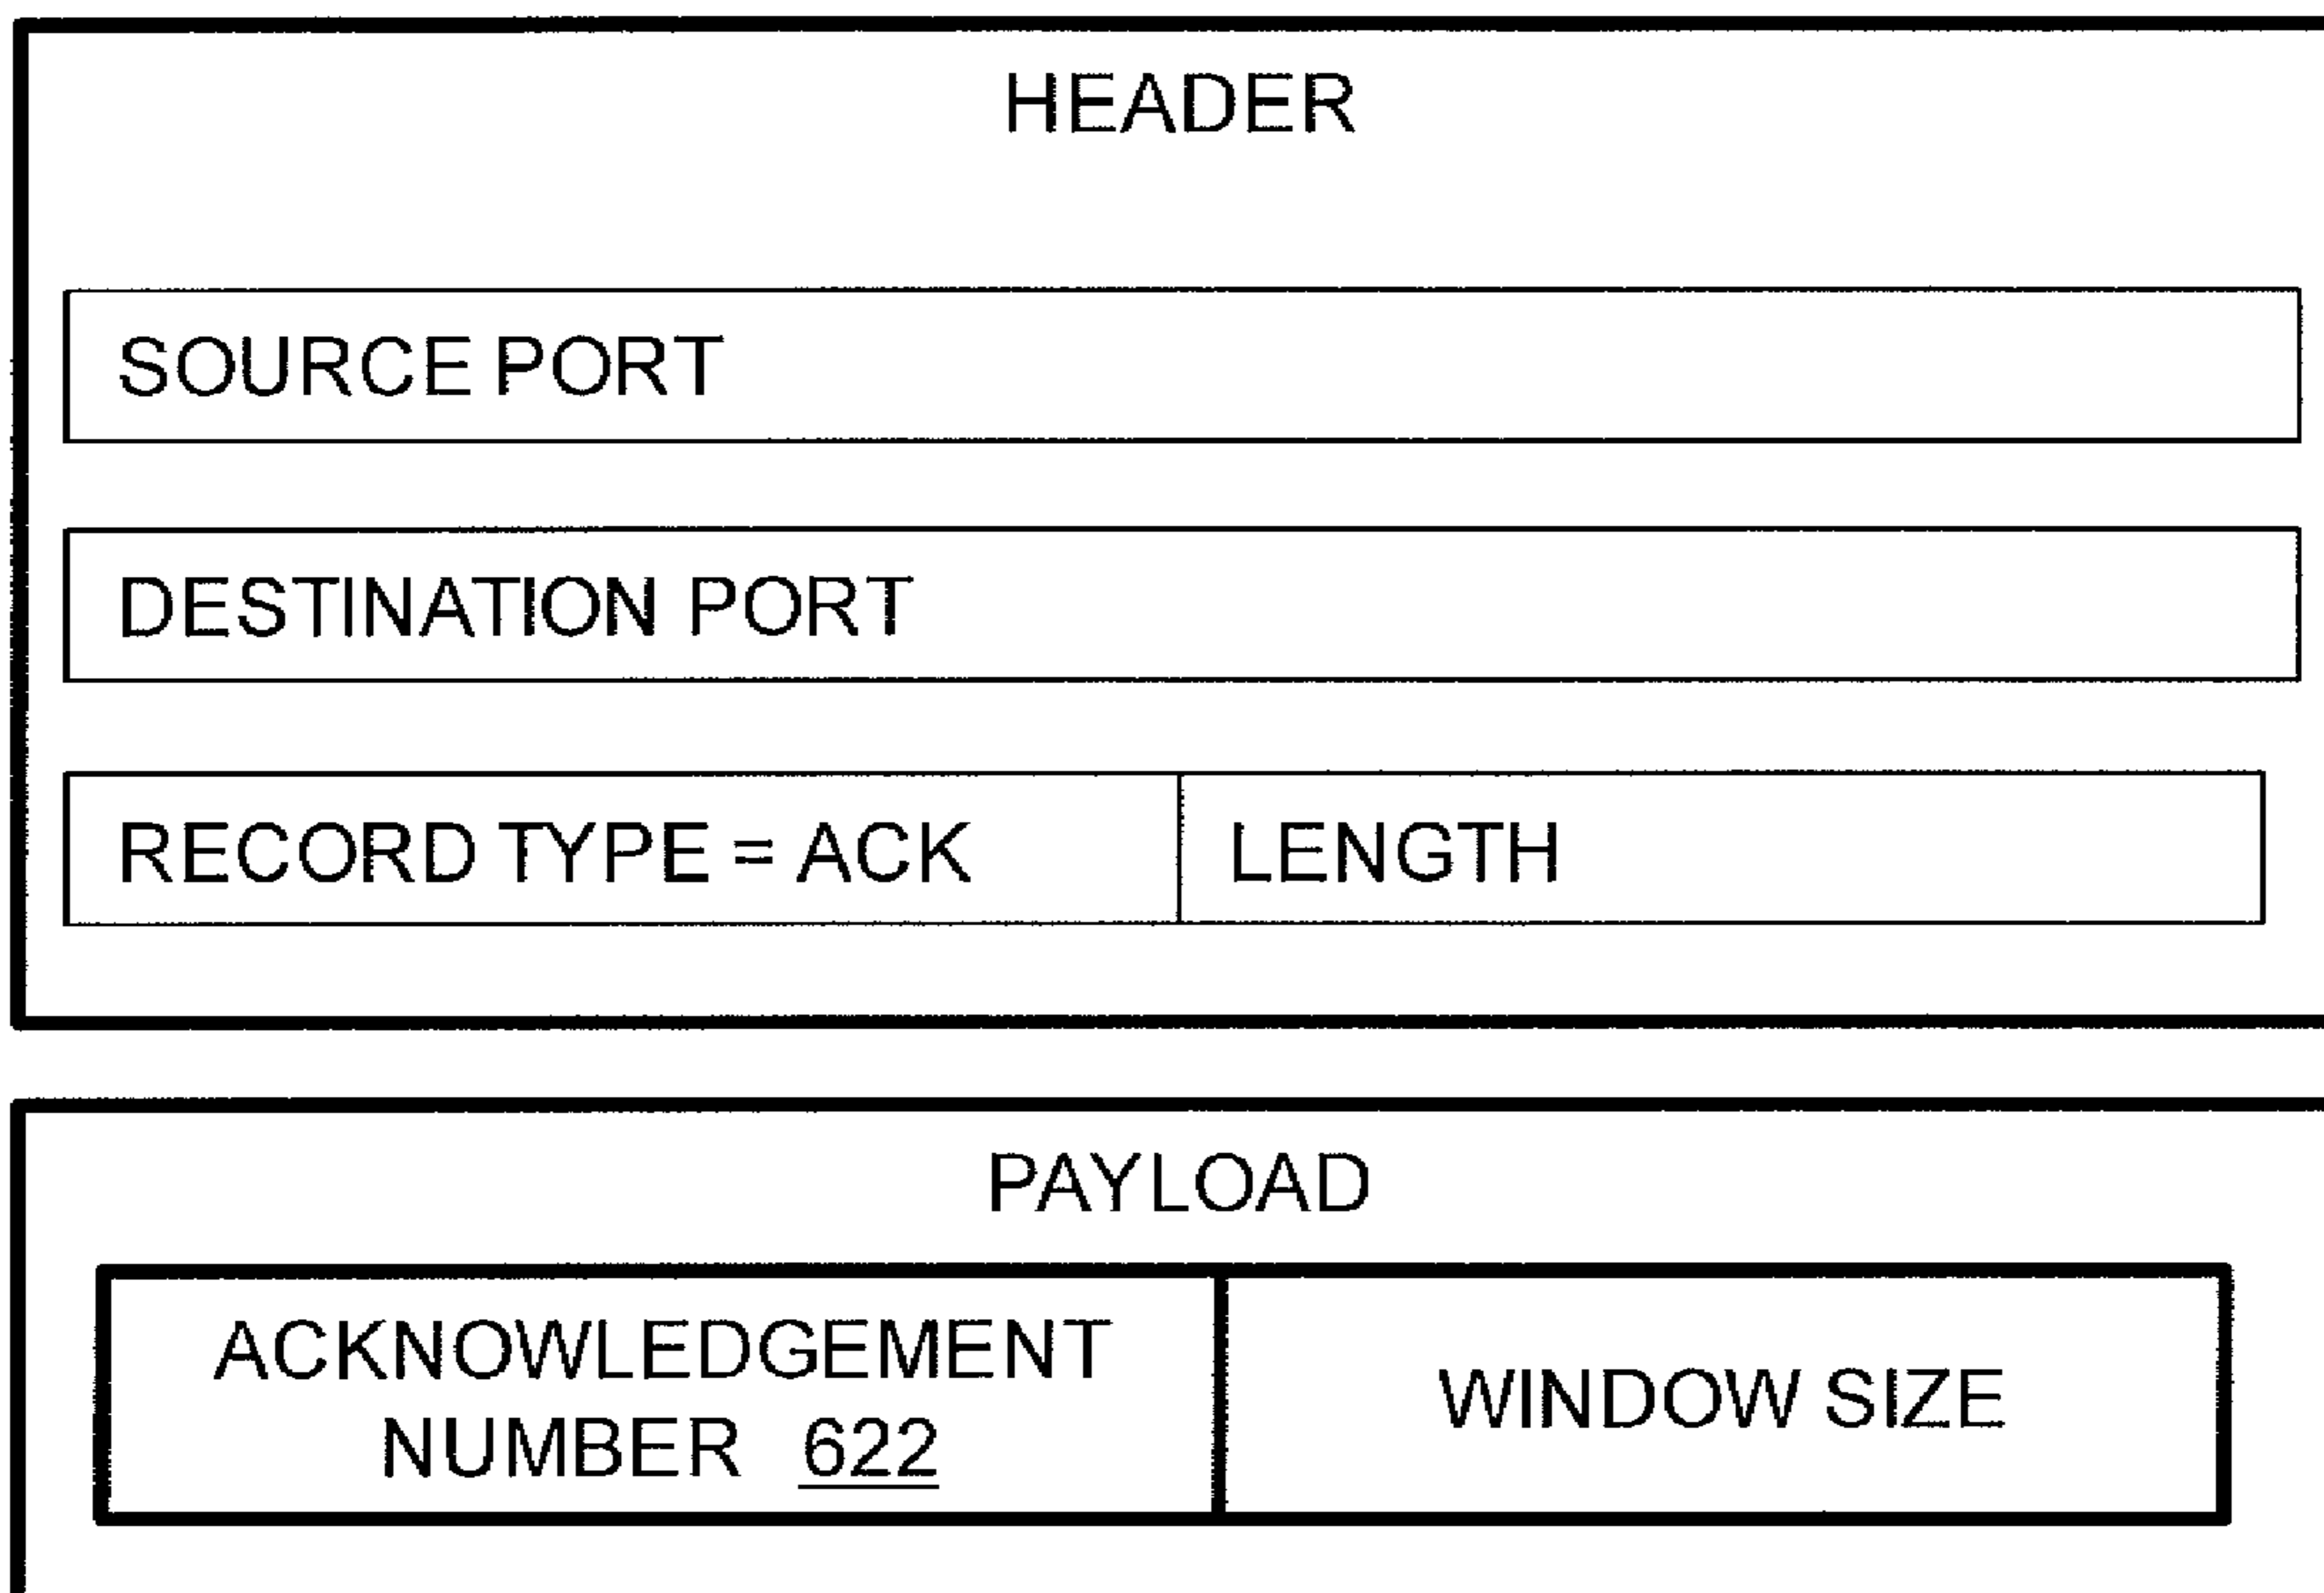 HEADER
SOURCE PORT
DESTINATION PORT
RECORD TYPE = ACK
LENGTH
PAYLOAD
ACKNOWLEDGEMENT
NUMBER 622
WINDOW SIZE